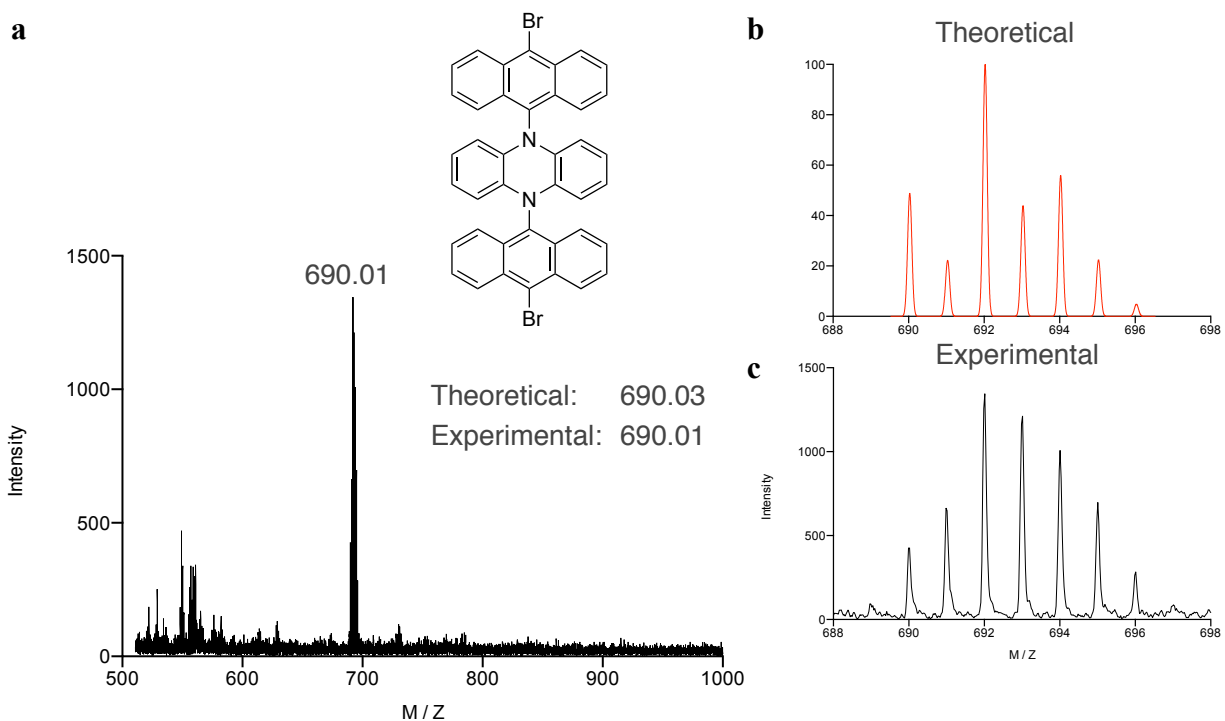 a
Br
N
N
Br
690.01
Theoretical: 690.03
Experimental: 690.01
1500
1000
500
0
Intensity
500 600 700 800 900 1000
M / Z
b
Theoretical
100
80
60
40
20
0
688 690 692 694 696 698
c
Experimental
1500
1000
500
0
Intensity
688 690 692 694 696 698
M / Z